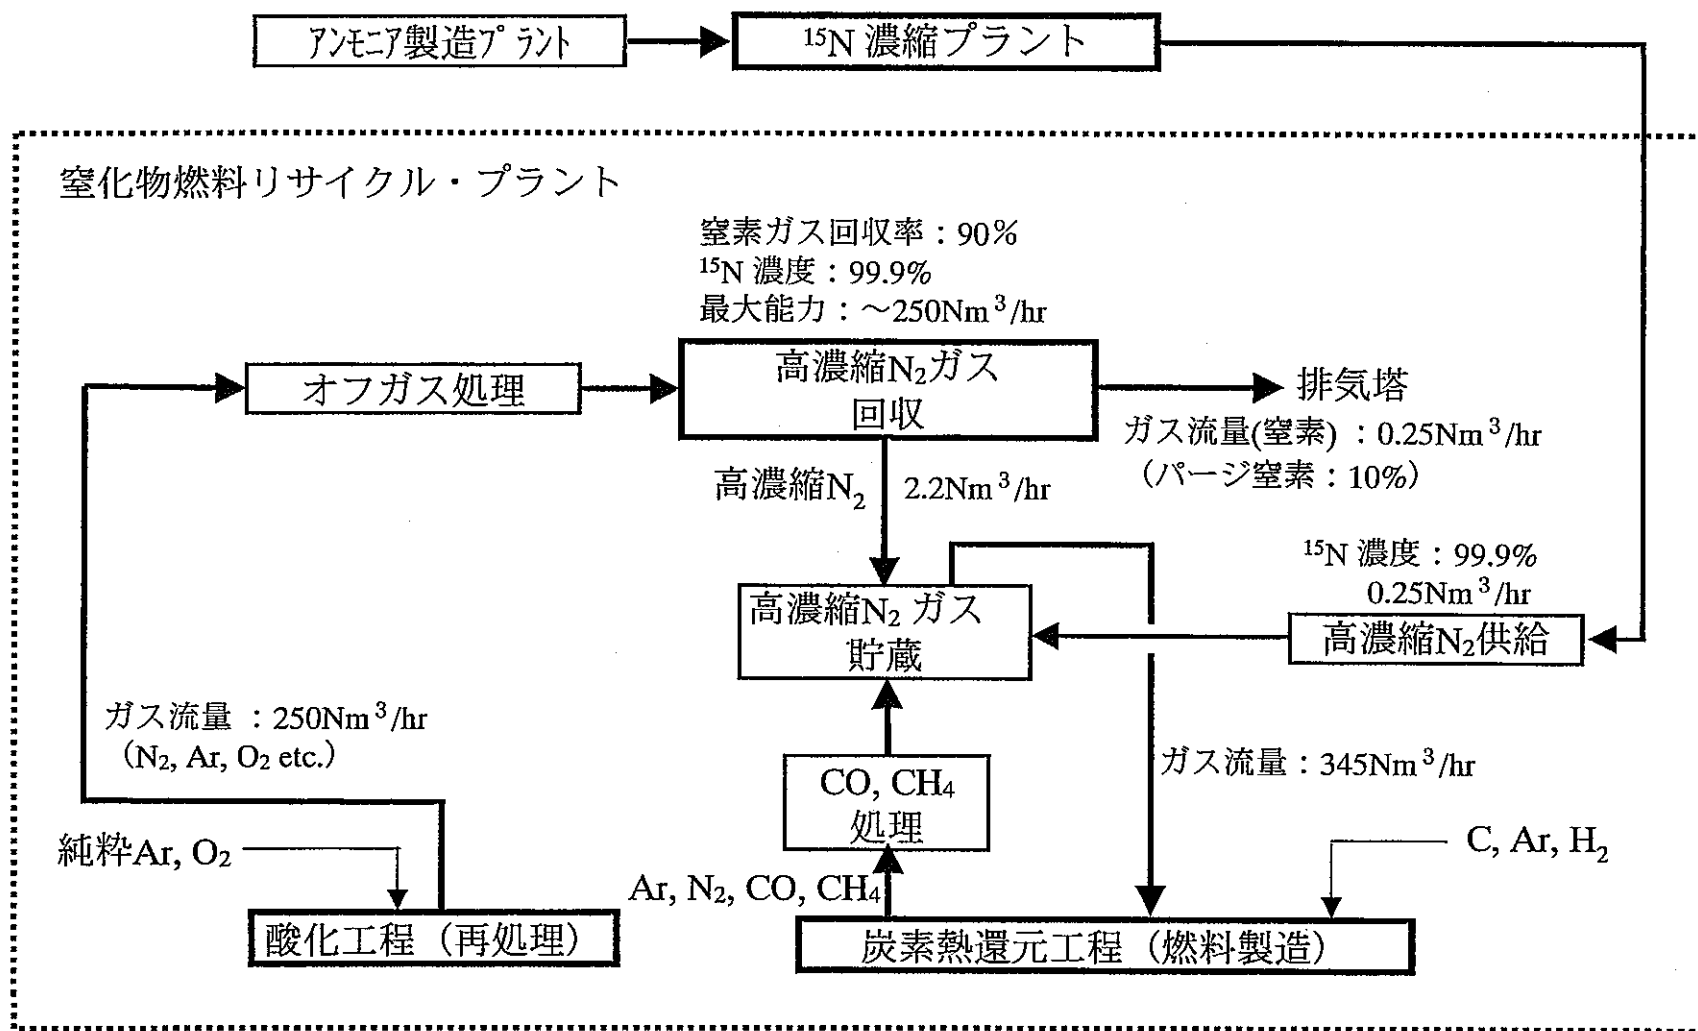 アンモニア製造プラント
¹⁵N 濃縮プラント
窒化物燃料リサイクル・プラント
窒素ガス回収率：90％
¹⁵N 濃度：99.9%
最大能力：～250Nm³/hr
オフガス処理
高濃縮N₂ガス
回収
排気塔
ガス流量(窒素)：0.25Nm³/hr
（パージ窒素：10%）
高濃縮N₂
2.2Nm³/hr
¹⁵N 濃度：99.9%
0.25Nm³/hr
高濃縮N₂ ガス
貯蔵
高濃縮N₂供給
ガス流量：250Nm³/hr
（N₂, Ar, O₂ etc.）
CO, CH₄
処理
ガス流量：345Nm³/hr
純粋Ar, O₂
C, Ar, H₂
Ar, N₂, CO, CH₄
酸化工程（再処理）
炭素熱還元工程（燃料製造）